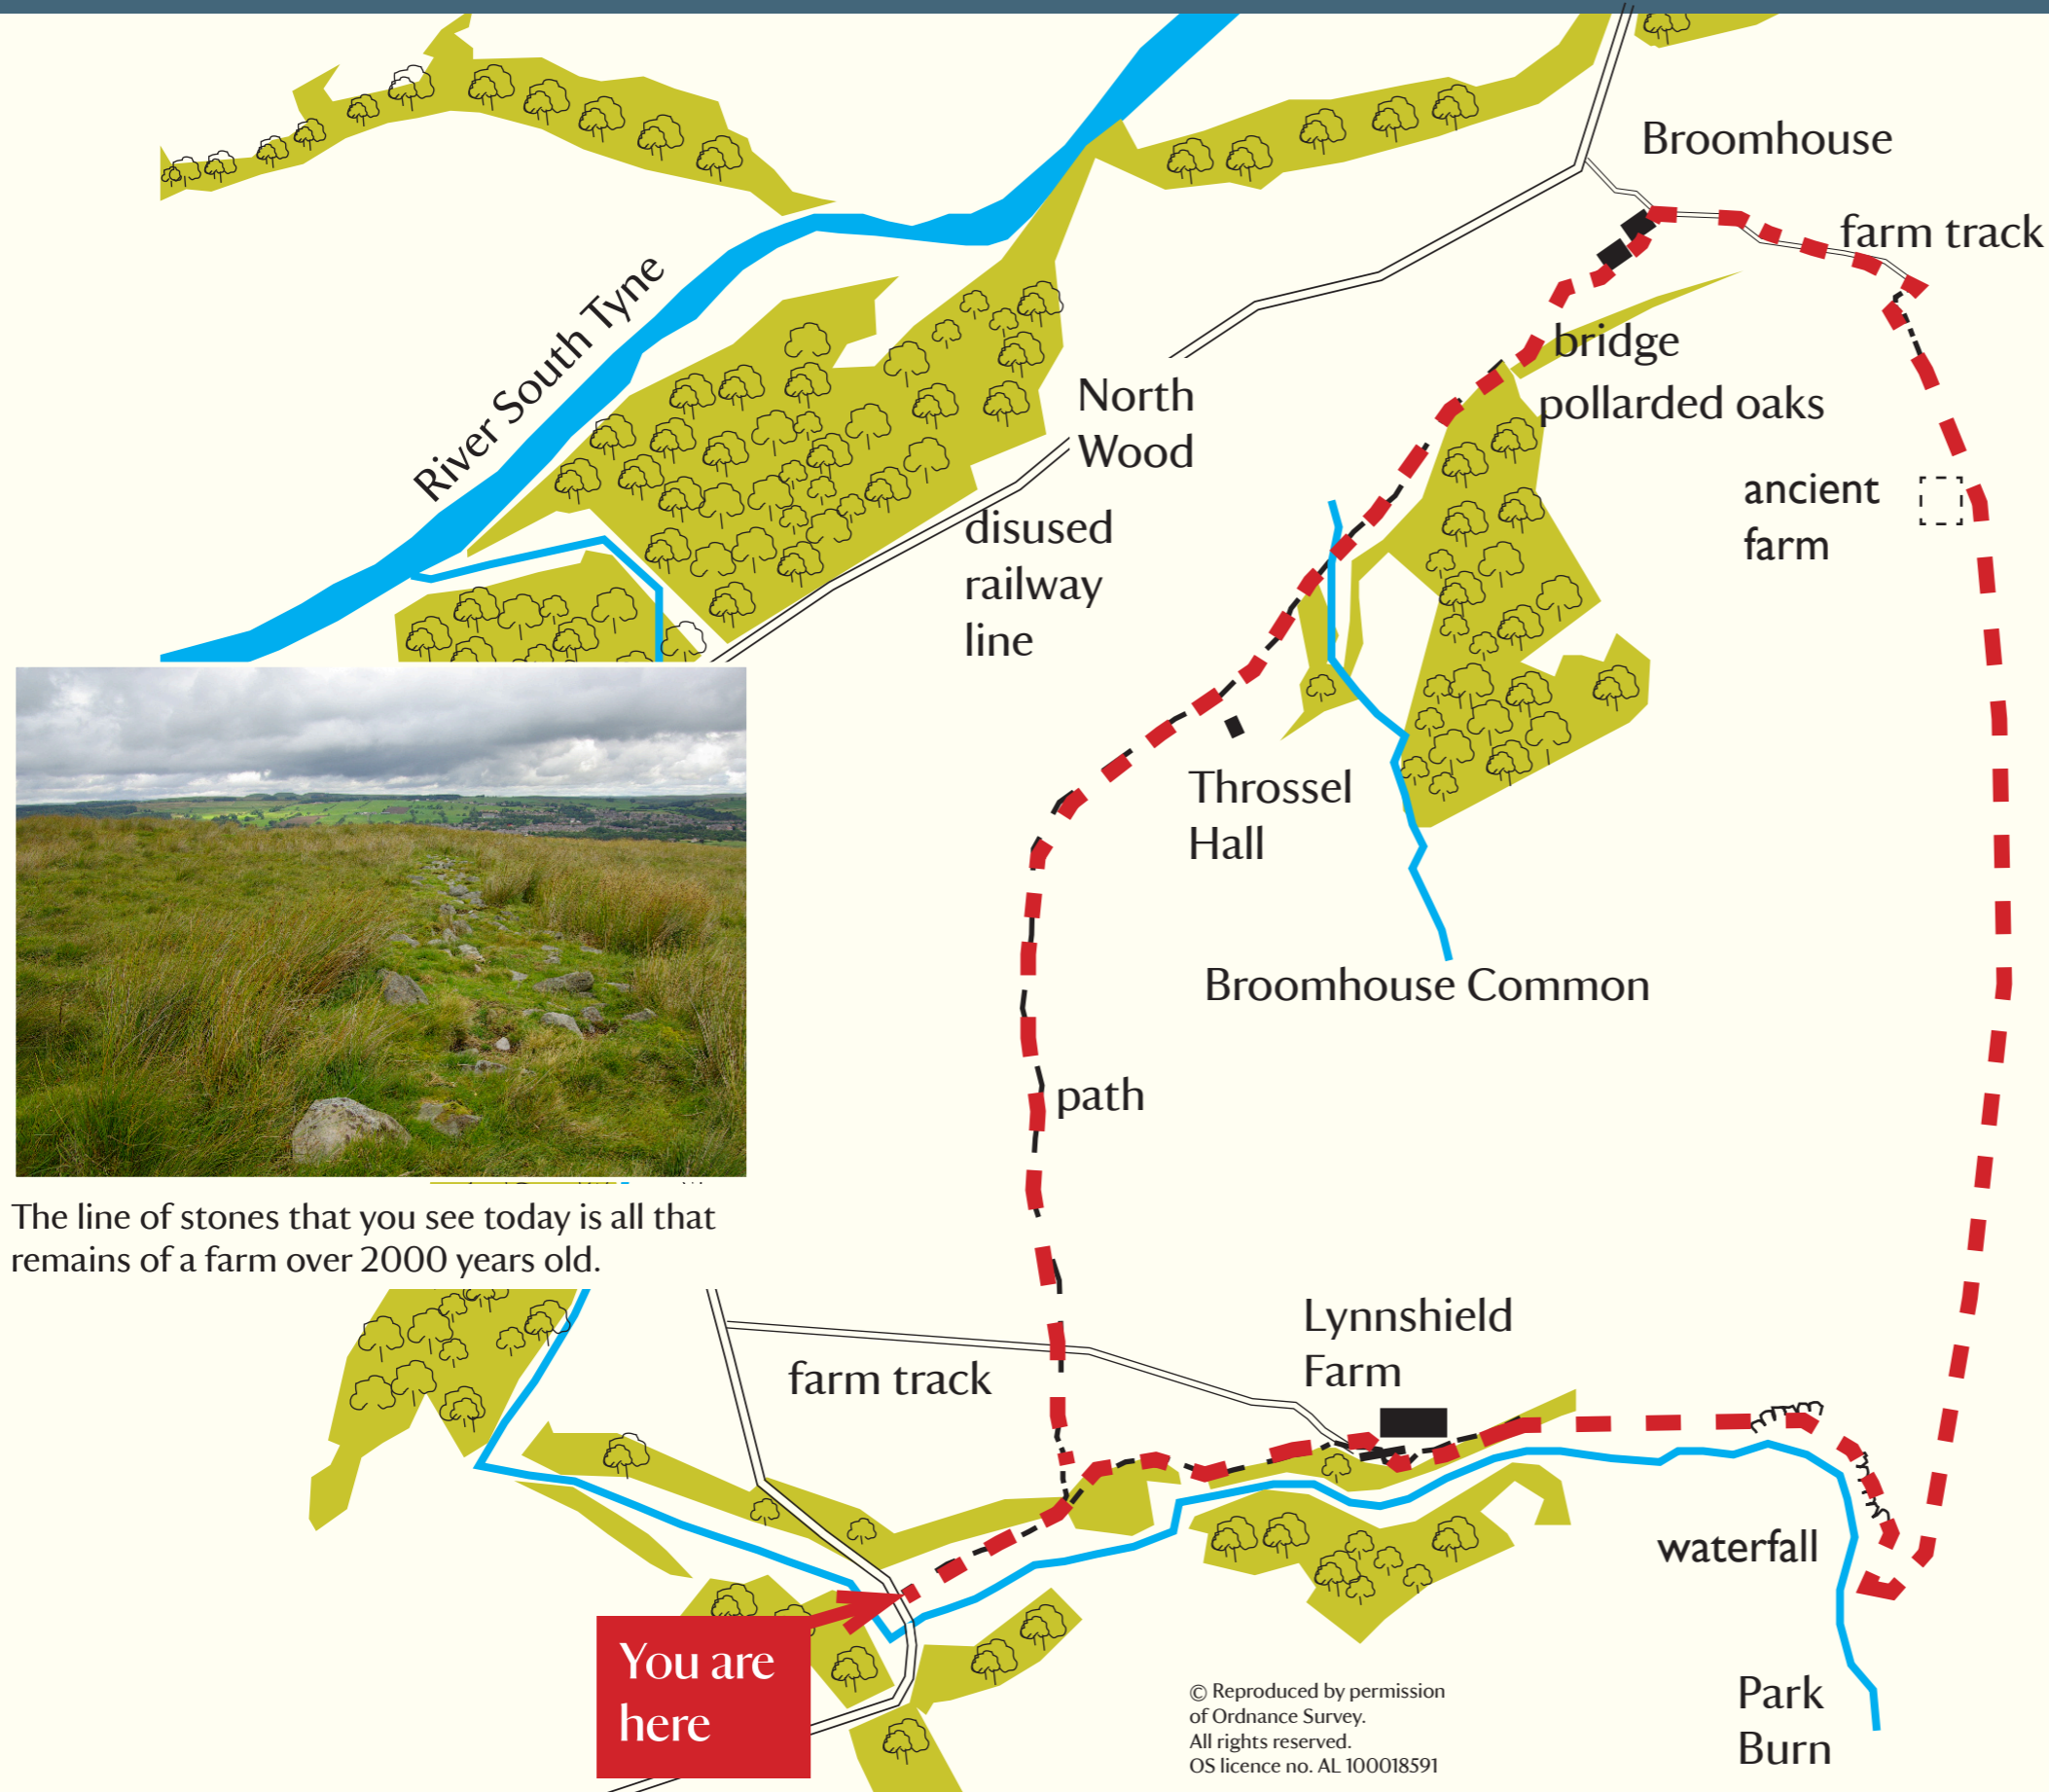 Broomhouse
farm track
River South Tyne
bridge
pollarded oaks
North
Wood
ancient
farm
disused
railway
line
Throssel
Hall
Broomhouse Common
path
The line of stones that you see today is all that
remains of a farm over 2000 years old.
Lynnshield
Farm
farm track
waterfall
You are
here
Park
Burn
© Reproduced by permission
of Ordnance Survey.
All rights reserved.
OS licence no. AL 100018591